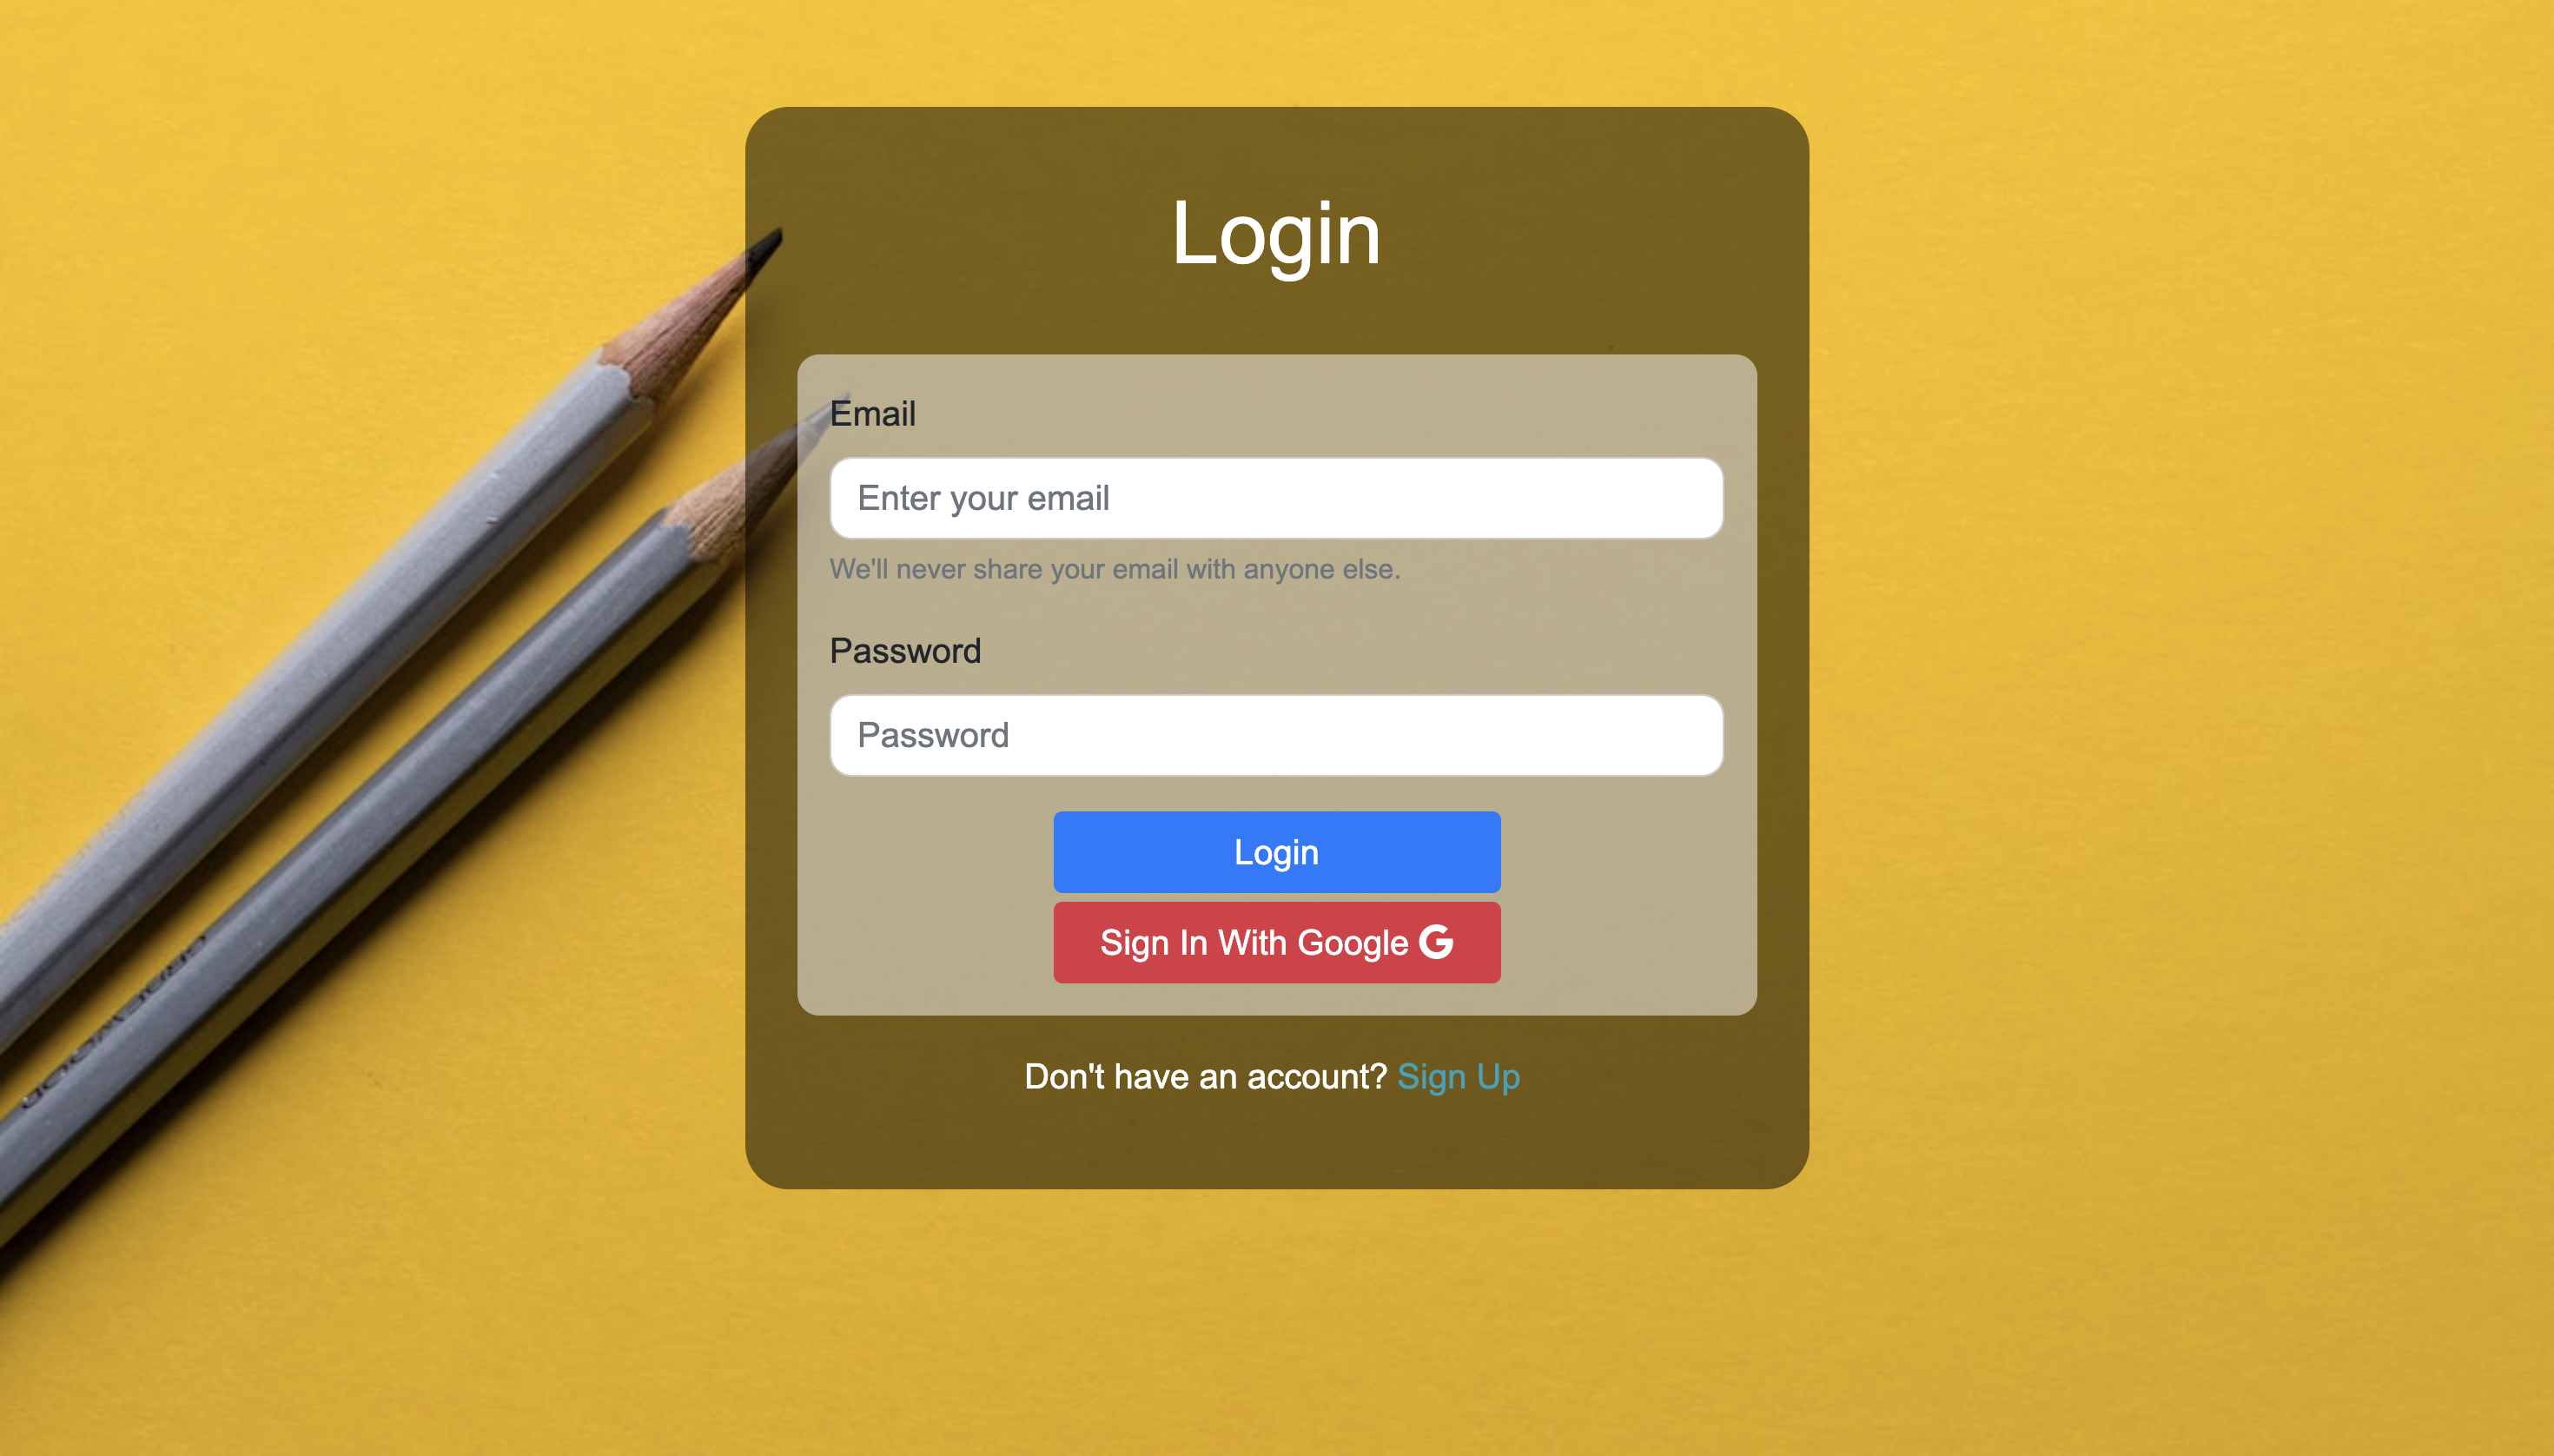 Login
Email
Enter your email
We'll never share your email with anyone else.
Password
Password
Login
Sign In With Google G
Don't have an account? Sign Up